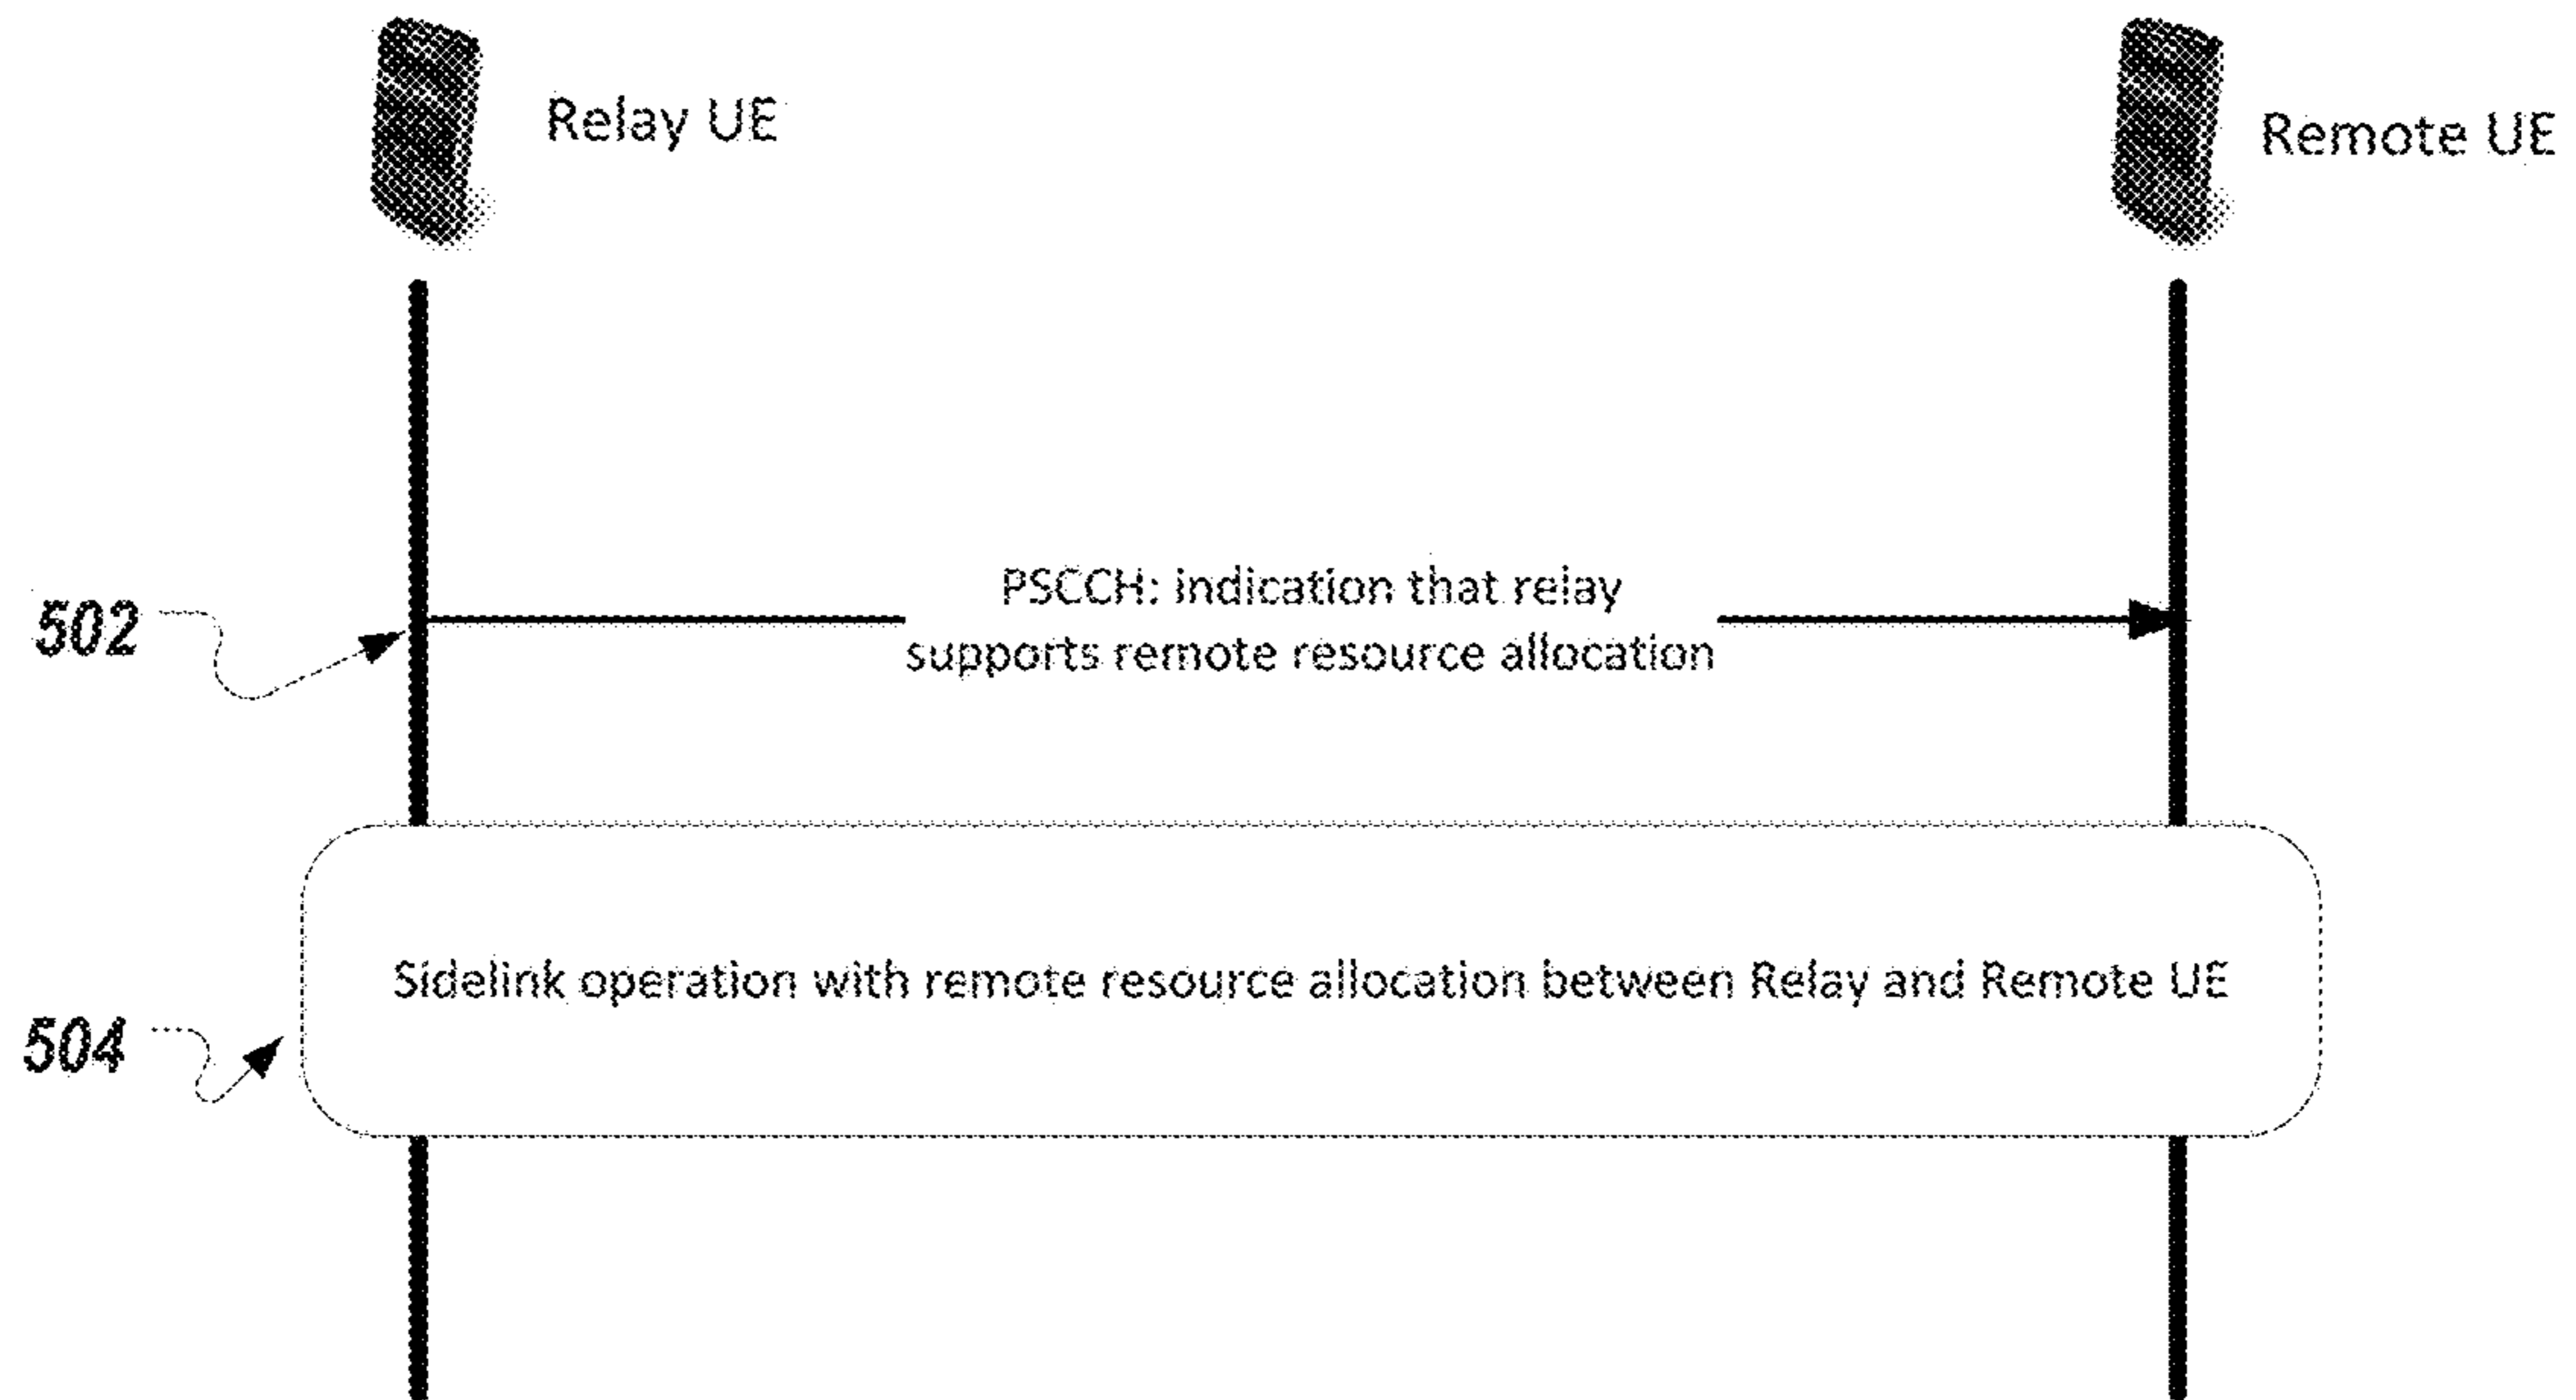 Relay UE
Remote UE
PSCCH: indication that relay
supports remote resource allocation
502
Sidelink operation with remote resource allocation between Relay and Remote UE
504